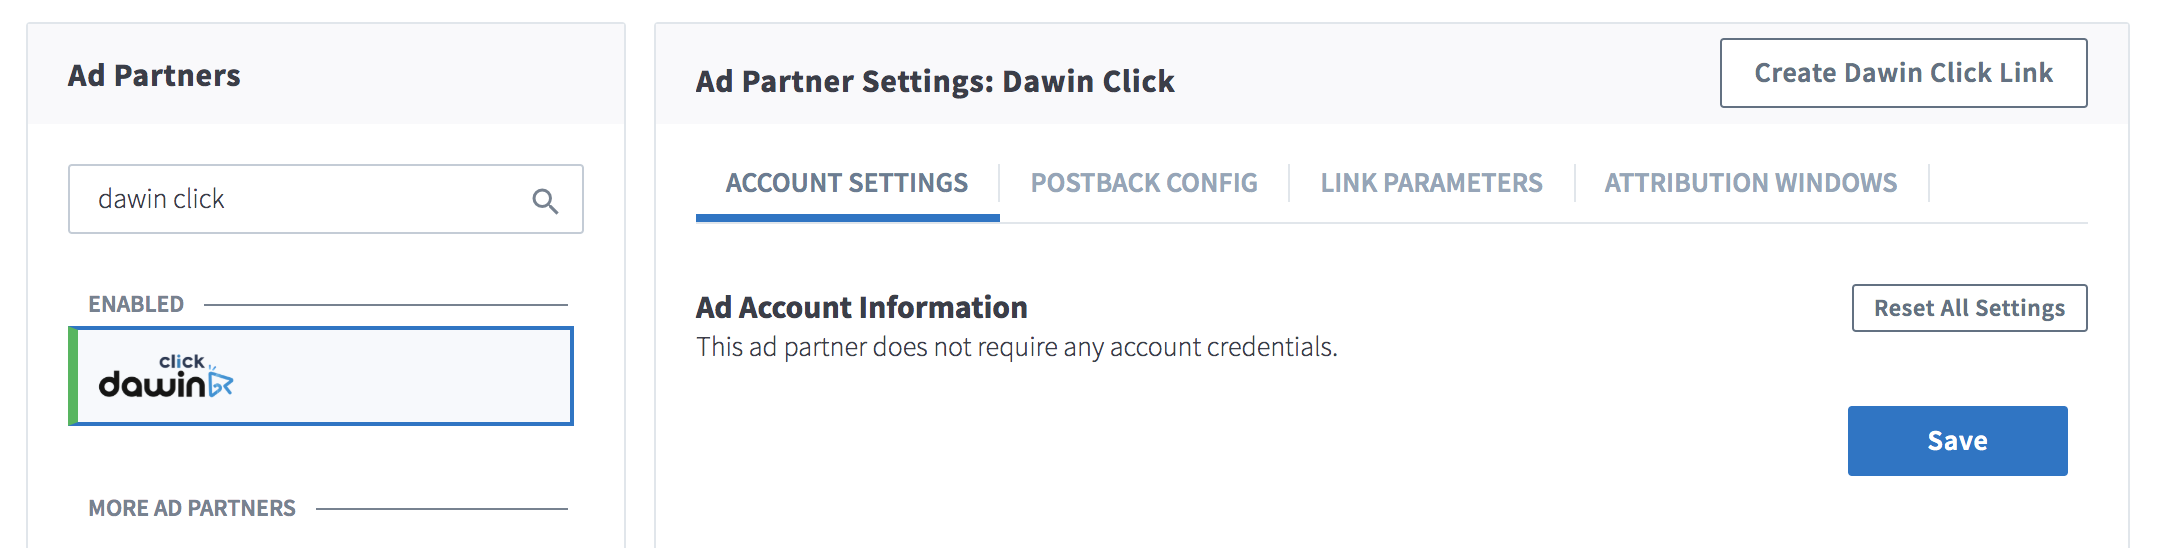 Ad Partners
dawin click
ENABLED
click
dawin
MORE AD PARTNERS
Ad Partner Settings: Dawin Click
Create Dawin Click Link
ACCOUNT SETTINGS
POSTBACK CONFIG
LINK PARAMETERS
ATTRIBUTION WINDOWS
Ad Account Information
Reset All Settings
This ad partner does not require any account credentials.
Save